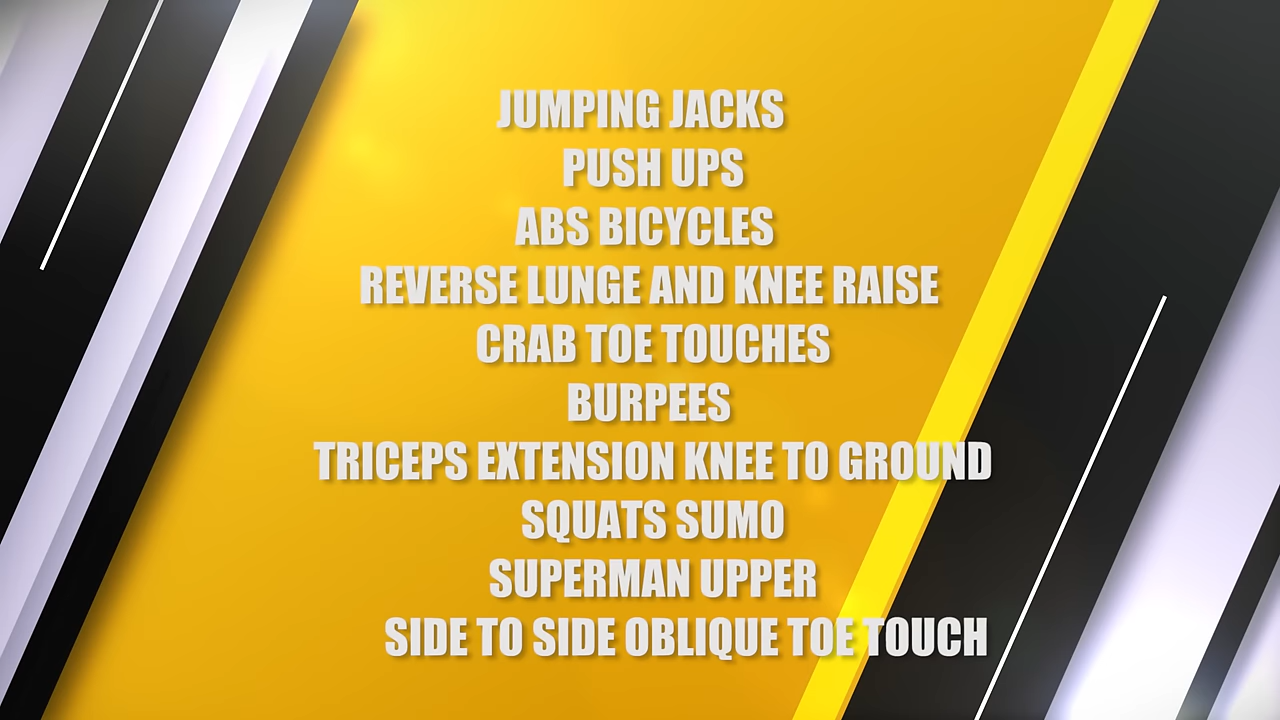 JUMPING JACKS
PUSH UPS
ABS BICYCLES
REVERSE LUNGE AND KNEE RAISE
CRAB TOE TOUCHES
BURPEES
TRICEPS EXTENSION KNEE TO GROUND
SQUATS SUMO
SUPERMAN UPPER
SIDE TO SIDE OBLIQUE TOE TOUCH